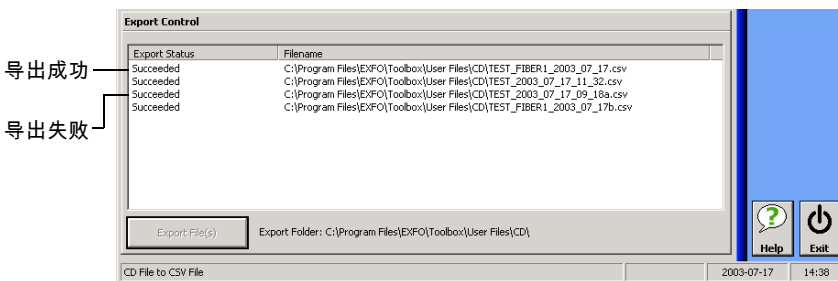 Export Control
Export Status Filename
导出成功
Succeeded C:\Program Files\EXFO\Toolbox\User Files\CD\TEST_FIBER1_2003_07_17.csv
Succeeded C:\Program Files\EXFO\Toolbox\User Files\CD\TEST_2003_07_17_11_32.csv
Succeeded C:\Program Files\EXFO\Toolbox\User Files\CD\TEST_2003_07_17_09_18a.csv
Succeeded C:\Program Files\EXFO\Toolbox\User Files\CD\TEST_FIBER1_2003_07_17b.csv
导出失败
Export File(s) Export Folder: C:\Program Files\EXFO\Toolbox\User Files\CD\
Help Exit
CD File to CSV File 2003-07-17 14:38